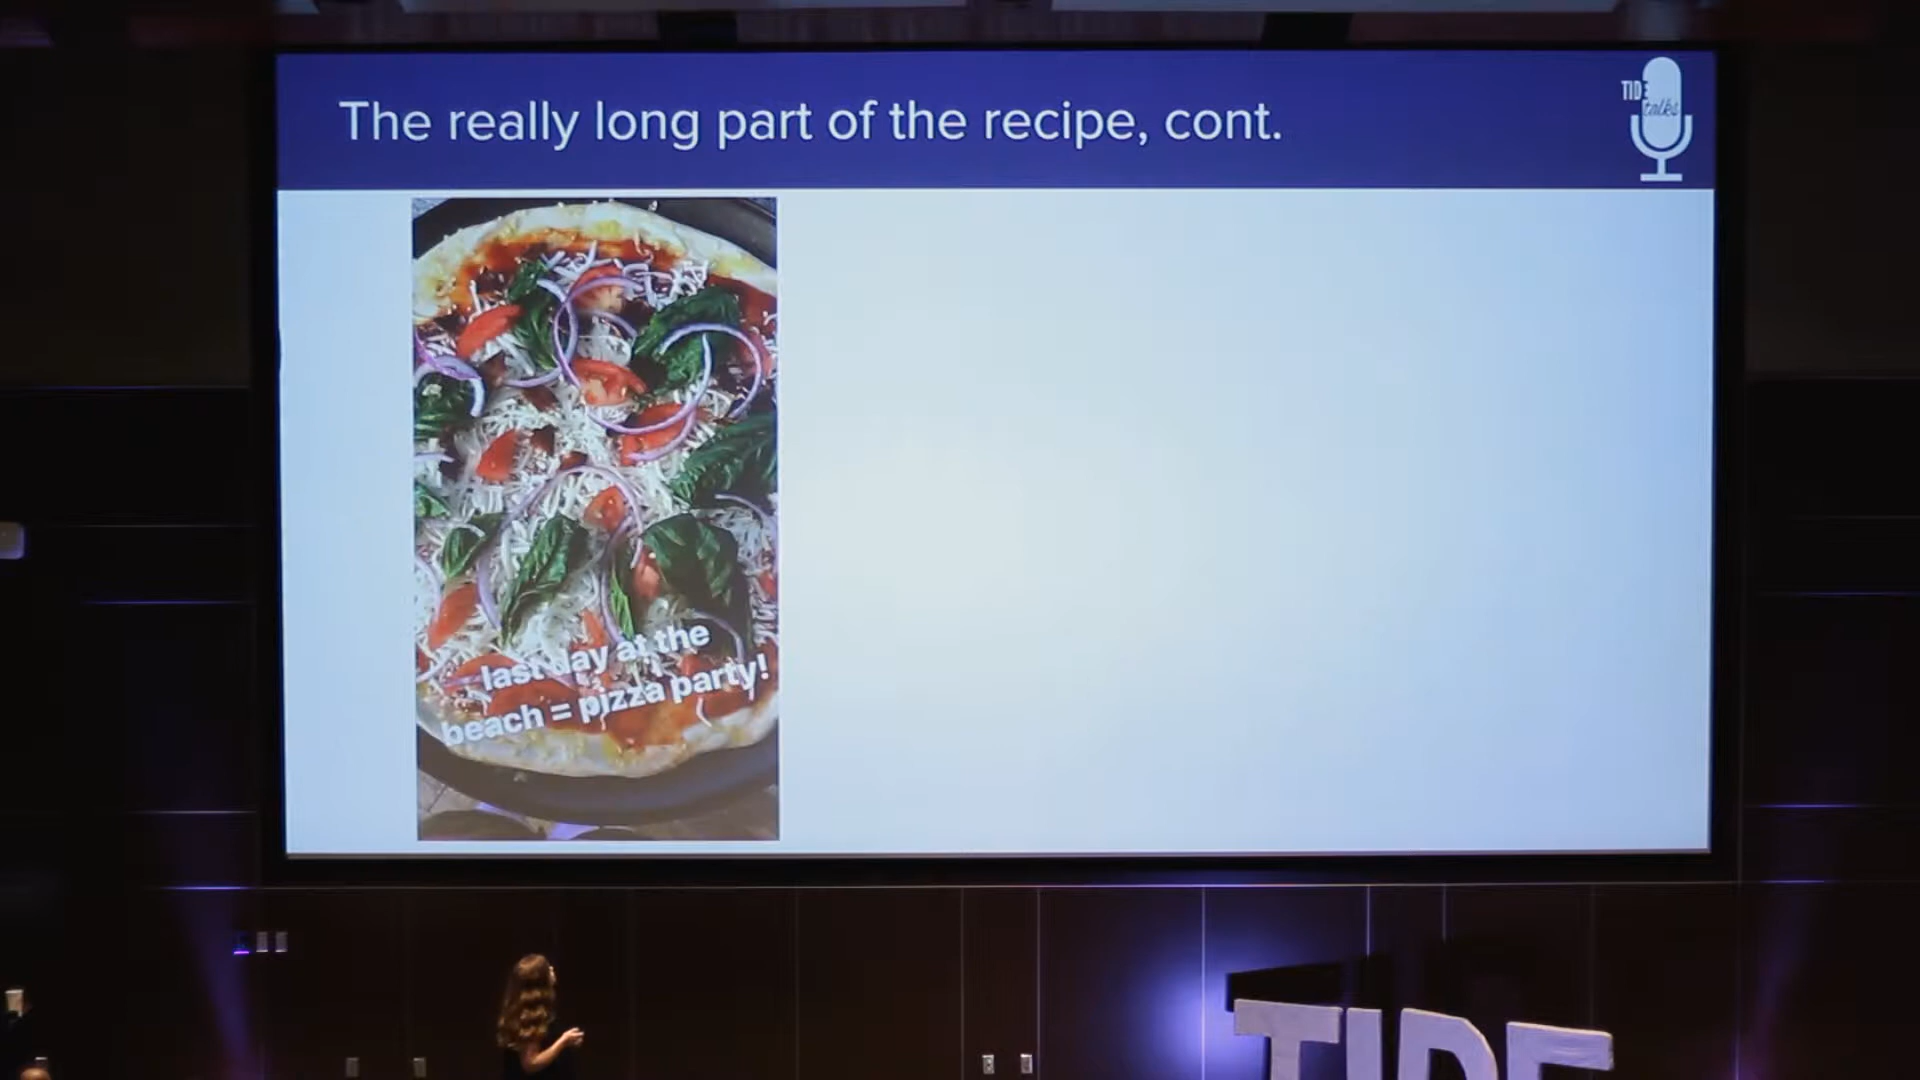 The really long part of the recipe, cont.
TIDE
talks
last day at the
beach = pizza party!
TIDE